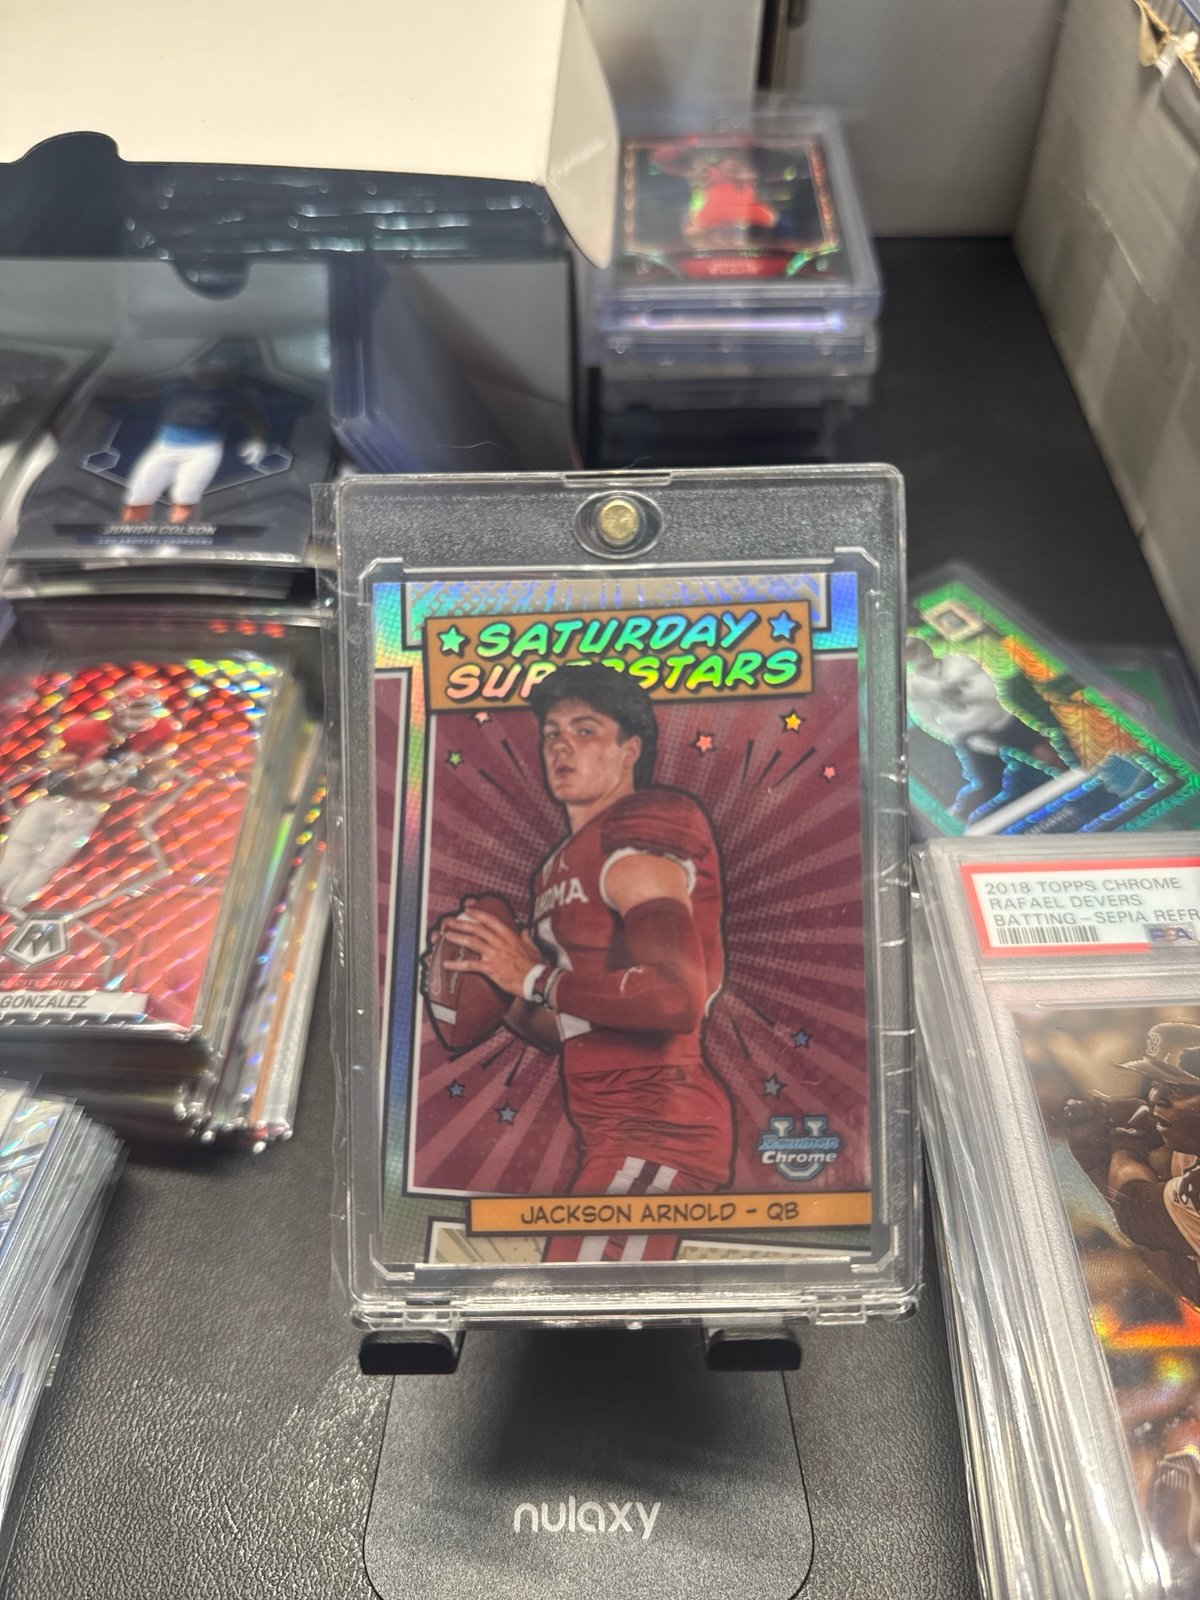 JUNIOR COLSON
SATURDAY
SUPERSTARS
OMA
Bowman
Chrome
U
JACKSON ARNOLD - QB
GONZALEZ
2018 TOPPS CHROME
RAFAEL DEVERS
BATTING-SEPIA REFR
PSA
nulaxy